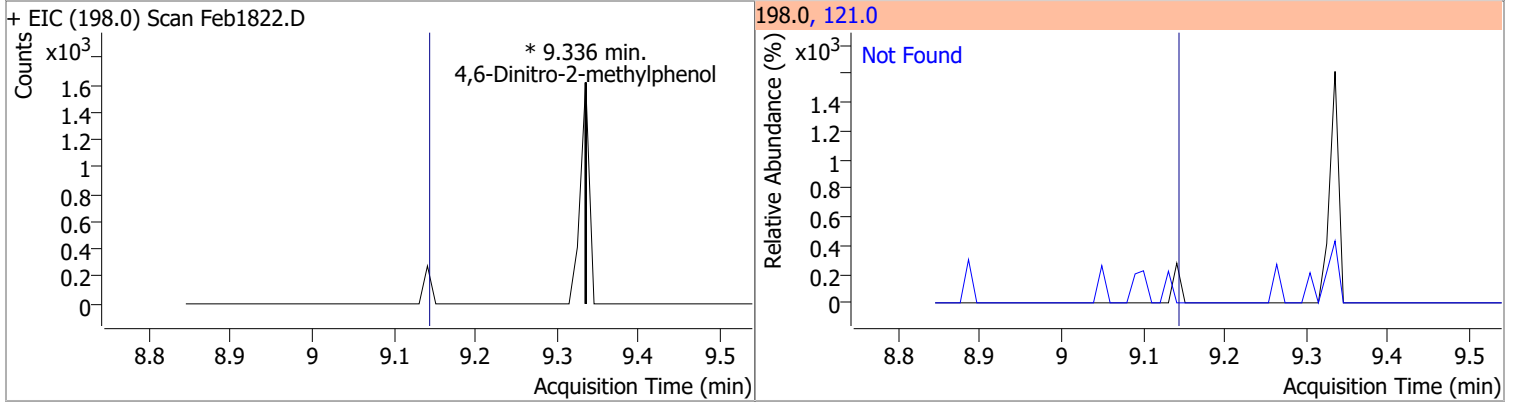 + EIC (198.0) Scan Feb1822.D
Counts
x10³
* 9.336 min.
4,6-Dinitro-2-methylphenol
1.6
1.4
1.2
1
0.8
0.6
0.4
0.2
0
8.8 8.9 9 9.1 9.2 9.3 9.4 9.5
Acquisition Time (min)
198.0, 121.0
Relative Abundance (%)
x10³
Not Found
1.4
1.2
1
0.8
0.6
0.4
0.2
0
8.8 8.9 9 9.1 9.2 9.3 9.4 9.5
Acquisition Time (min)